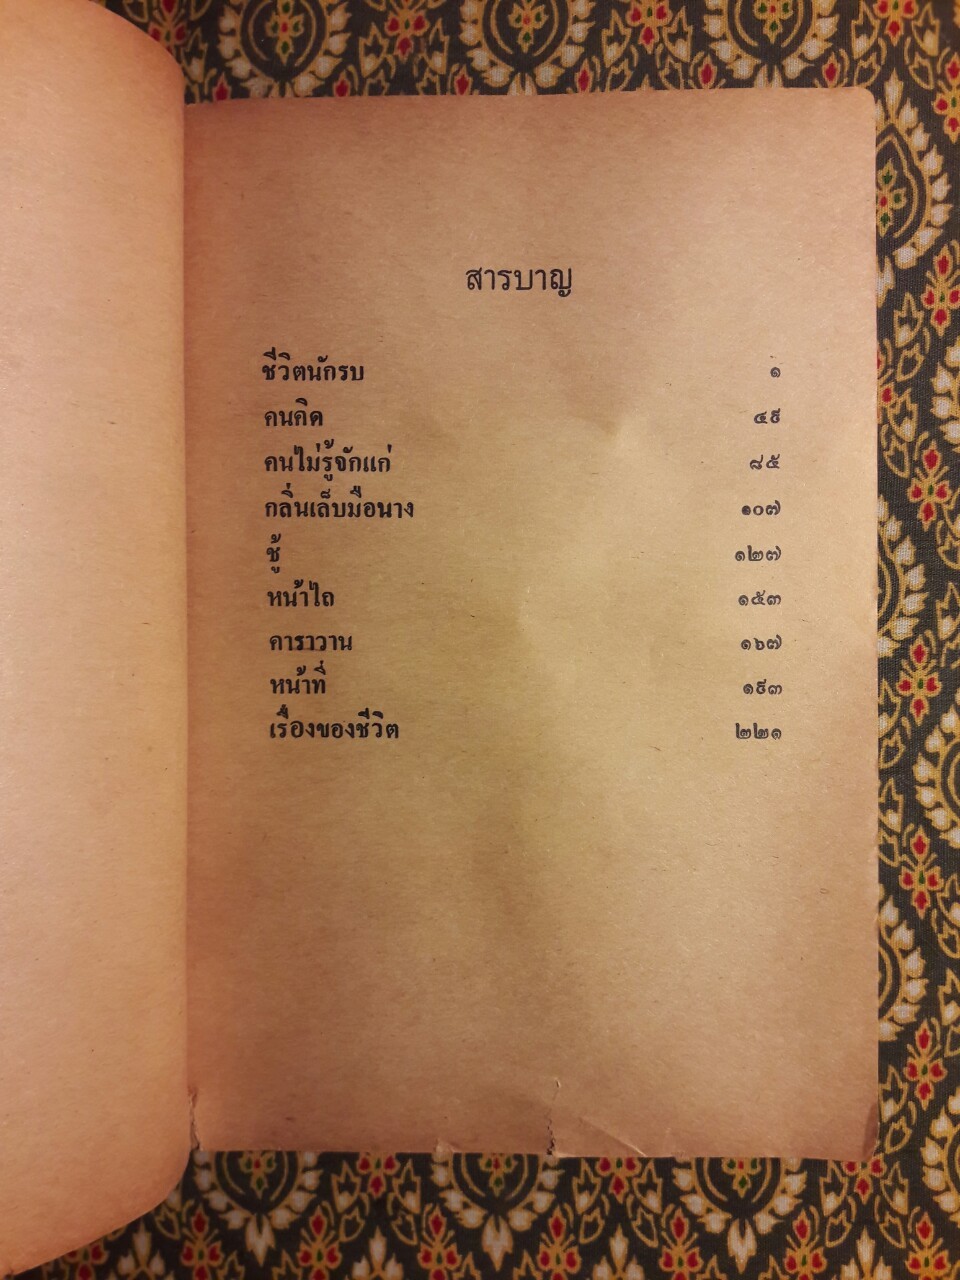 สารบาญ
ชีวิตนักรบ ๑
คนคิด ๔๙
คนไม่รู้จักแก่ ๘๕
กลิ่นเล็บมือนาง ๑๐๗
ชู้ ๑๒๗
หน้าไถ ๑๕๓
คาราวาน ๑๖๗
หน้าที่ ๑๙๓
เรื่องของชีวิต ๒๒๑